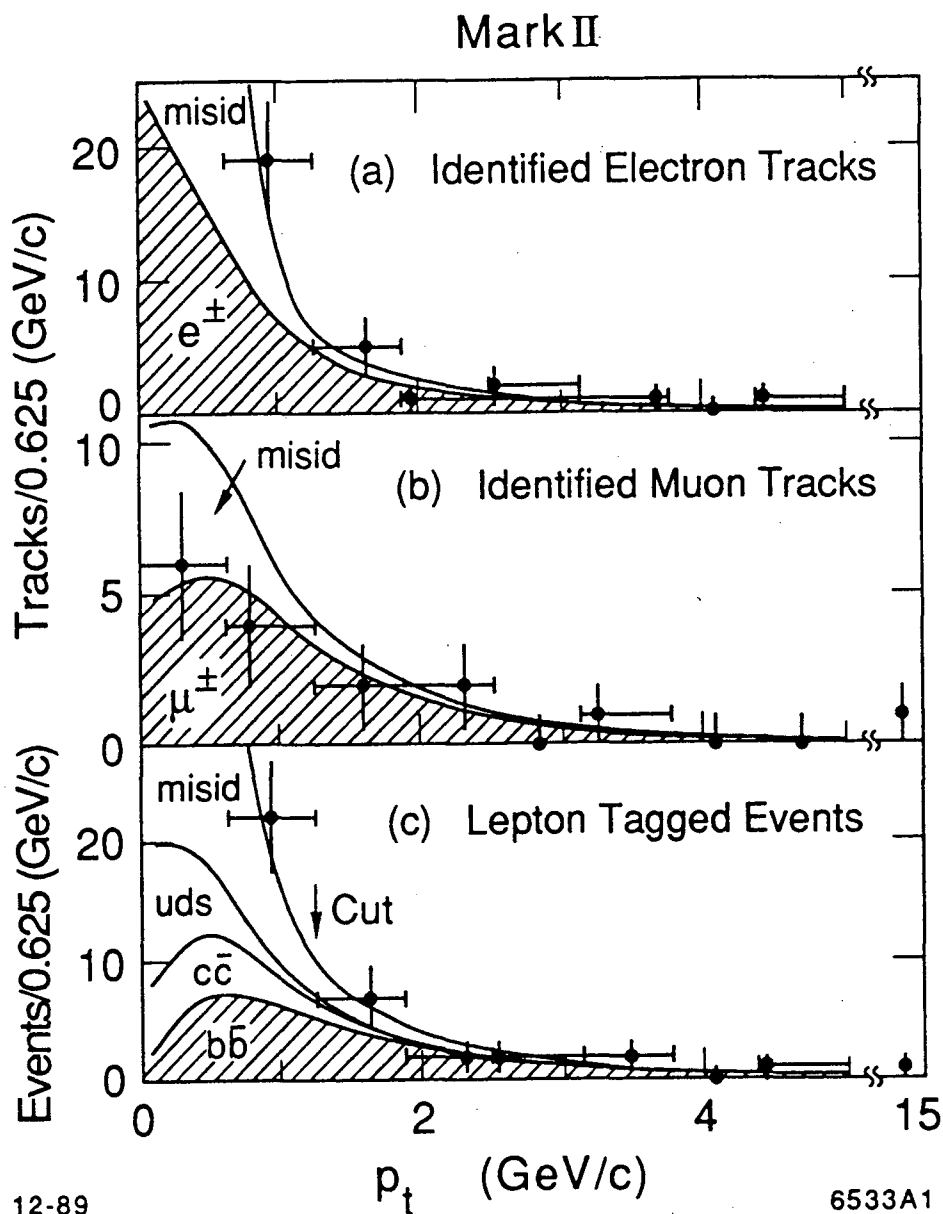 Mark II
misid
20
(a) Identified Electron Tracks
10
e±
0
Tracks/0.625 (GeV/c)
10
misid
(b) Identified Muon Tracks
5
μ±
0
Events/0.625 (GeV/c)
misid
(c) Lepton Tagged Events
20
uds
Cut
10
cc̄
bb̄
0
0 2 4 15
pt (GeV/c)
12-89 6533A1